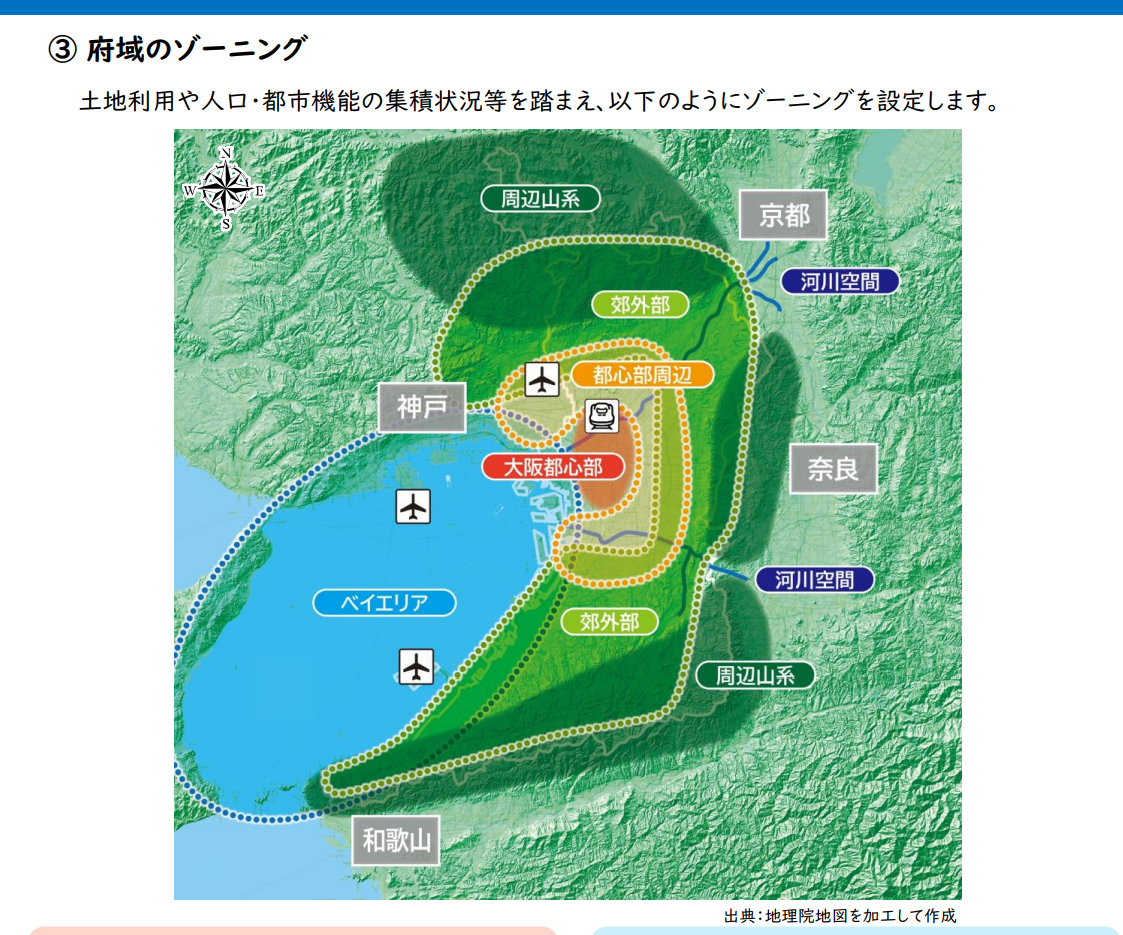 ③ 府域のゾーニング
土地利用や人口・都市機能の集積状況等を踏まえ、以下のようにゾーニングを設定します。
N
W E
S
周辺山系
京都
河川空間
郊外部
都心部周辺
神戸
大阪都心部
奈良
河川空間
ベイエリア
郊外部
周辺山系
和歌山
出典：地理院地図を加工して作成